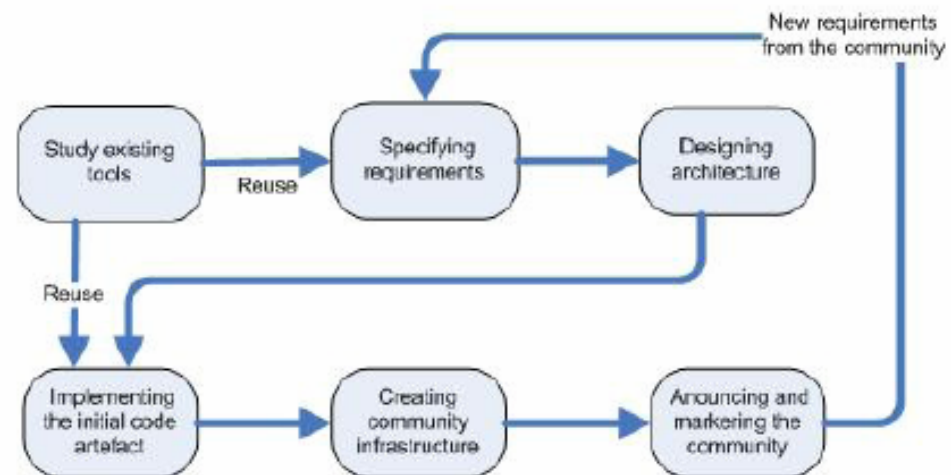 New requirements
from the community
Study existing
tools
Reuse
Specifying
requirements
Designing
architecture
Reuse
Implementing
the initial code
artefact
Creating
community
infrastructure
Anouncing and
markering the
community